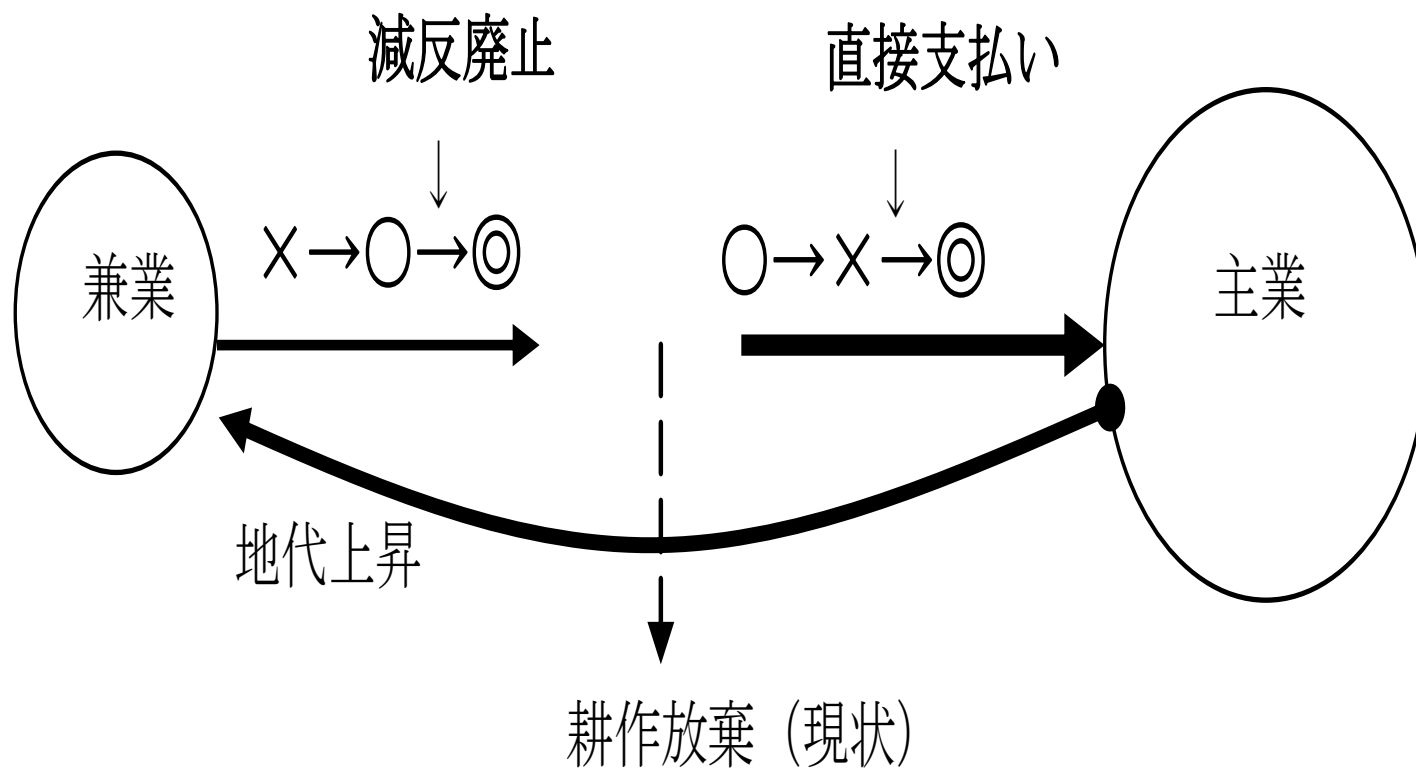 減反廃止
直接支払い
×→○→◎
○→×→◎
兼業
主業
地代上昇
耕作放棄（現状）